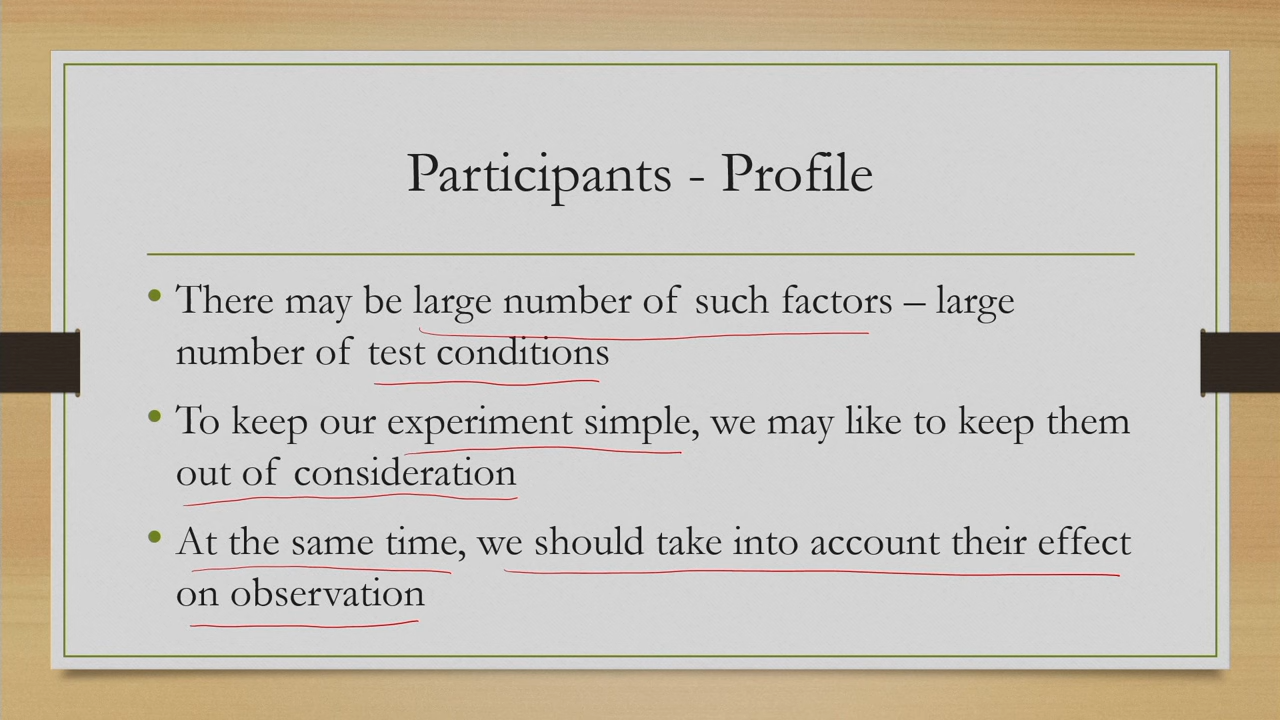 Participants - Profile
• There may be large number of such factors – large
number of test conditions
• To keep our experiment simple, we may like to keep them
out of consideration
• At the same time, we should take into account their effect
on observation